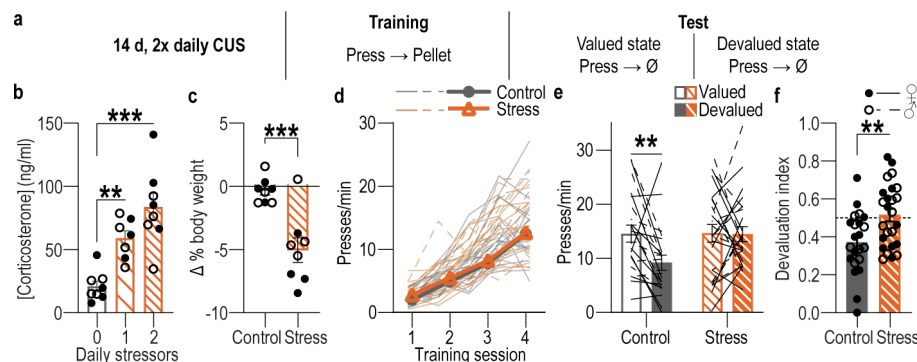 a
14 d, 2x daily CUS
Training
Press → Pellet
Test
Valued state
Press → Ø
Devalued state
Press → Ø
b
[Corticosterone] (ng/ml)
150
100
50
0
***
**
0 1 2
Daily stressors
c
Δ % body weight
5
0
-5
-10
***
Control Stress
d
Control
Stress
Presses/min
30
20
10
0
1 2 3 4
Training session
e
Valued
Devalued
Presses/min
30
20
10
0
**
Control Stress
f
♀
♂
Devaluation index
1.0
0.8
0.6
0.4
0.2
0.0
**
Control Stress